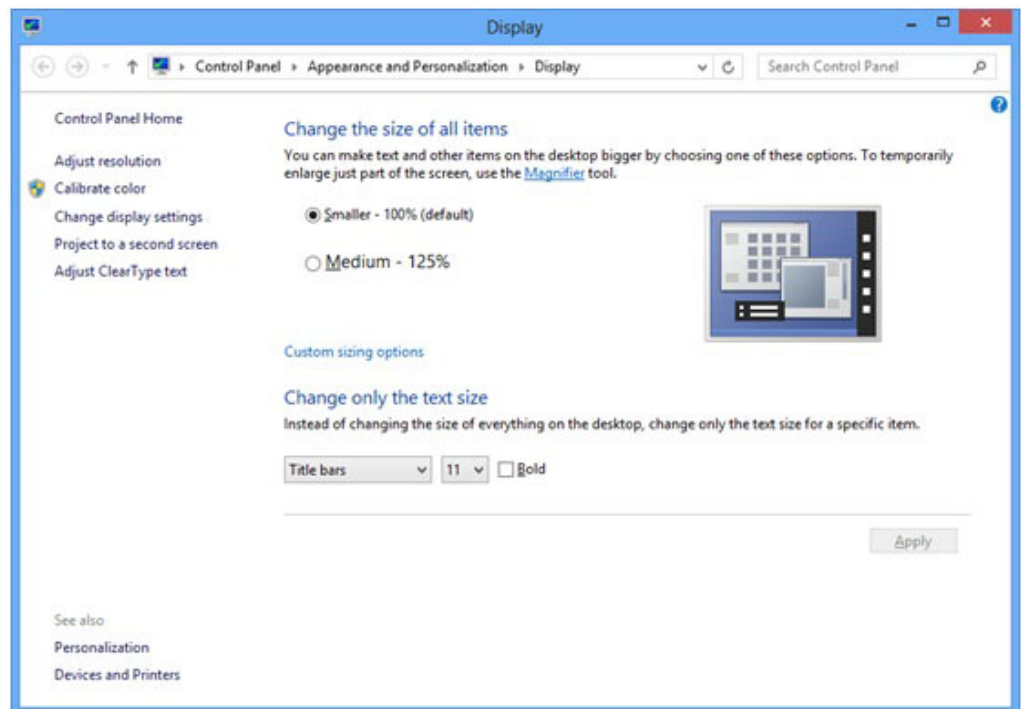 Display
Control Panel Appearance and Personalization Display
Search Control Panel
Control Panel Home
Adjust resolution
Calibrate color
Change display settings
Project to a second screen
Adjust ClearType text
Change the size of all items
You can make text and other items on the desktop bigger by choosing one of these options. To temporarily
enlarge just part of the screen, use the Magnifier tool.
Smaller - 100% (default)
Medium - 125%
Custom sizing options
Change only the text size
Instead of changing the size of everything on the desktop, change only the text size for a specific item.
Title bars 11 Bold
Apply
See also
Personalization
Devices and Printers